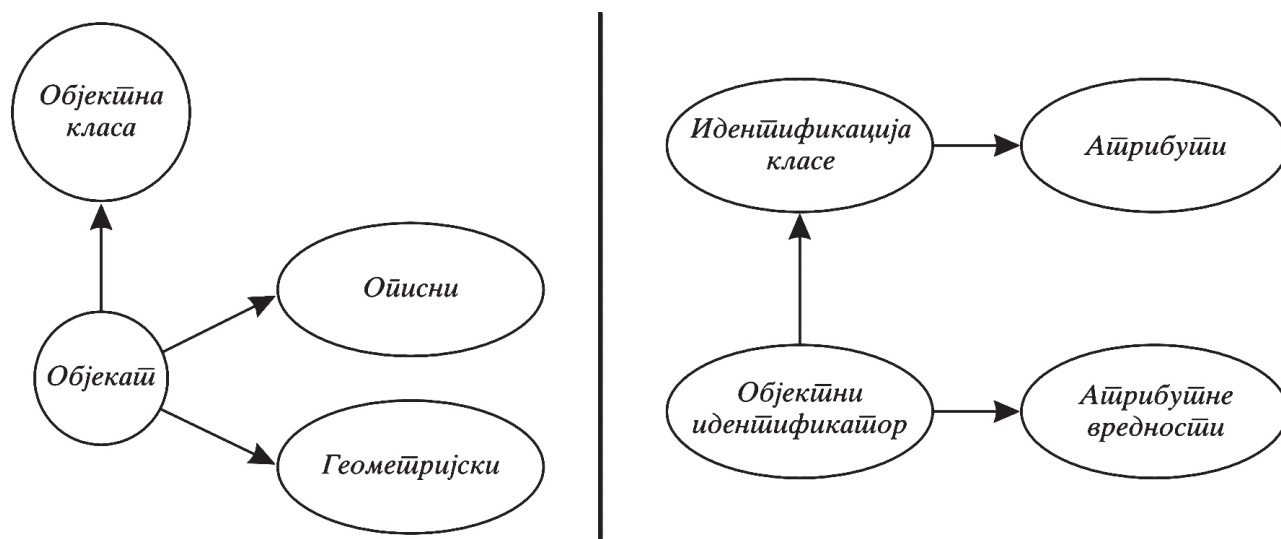 Објектна
класа
Описни
Објекат
Геометријски
Идентификација
класе
Атрибути
Објектни
идентификатор
Атрибутне
вредности